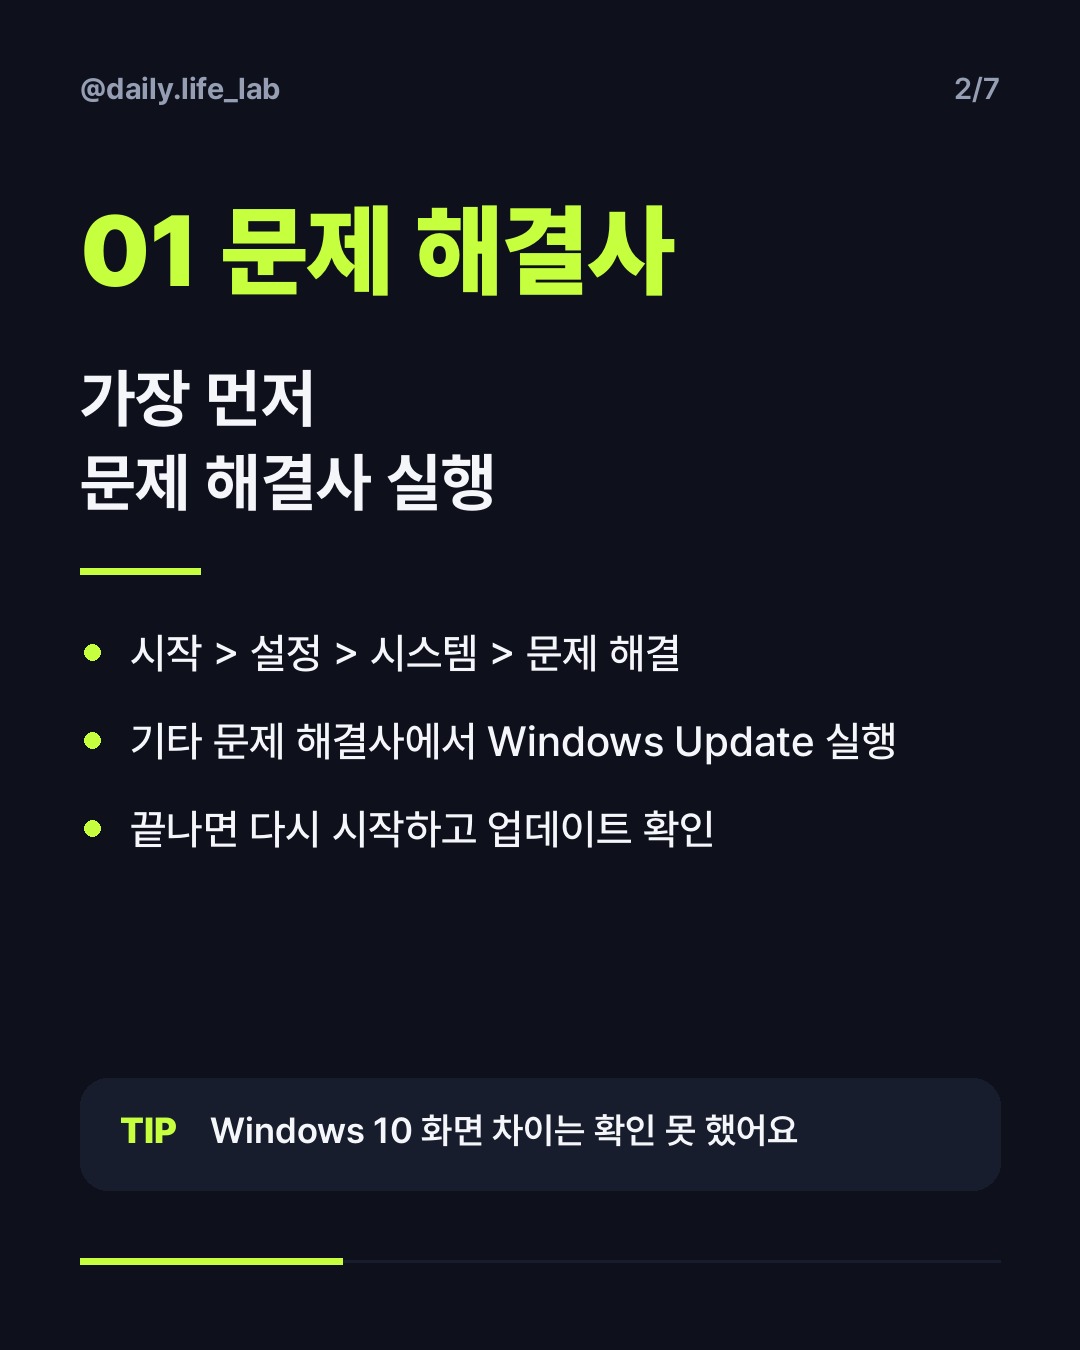 @daily.life_lab
2/7
01 문제 해결사
가장 먼저
문제 해결사 실행
시작 > 설정 > 시스템 > 문제 해결
기타 문제 해결사에서 Windows Update 실행
끝나면 다시 시작하고 업데이트 확인
TIP Windows 10 화면 차이는 확인 못 했어요